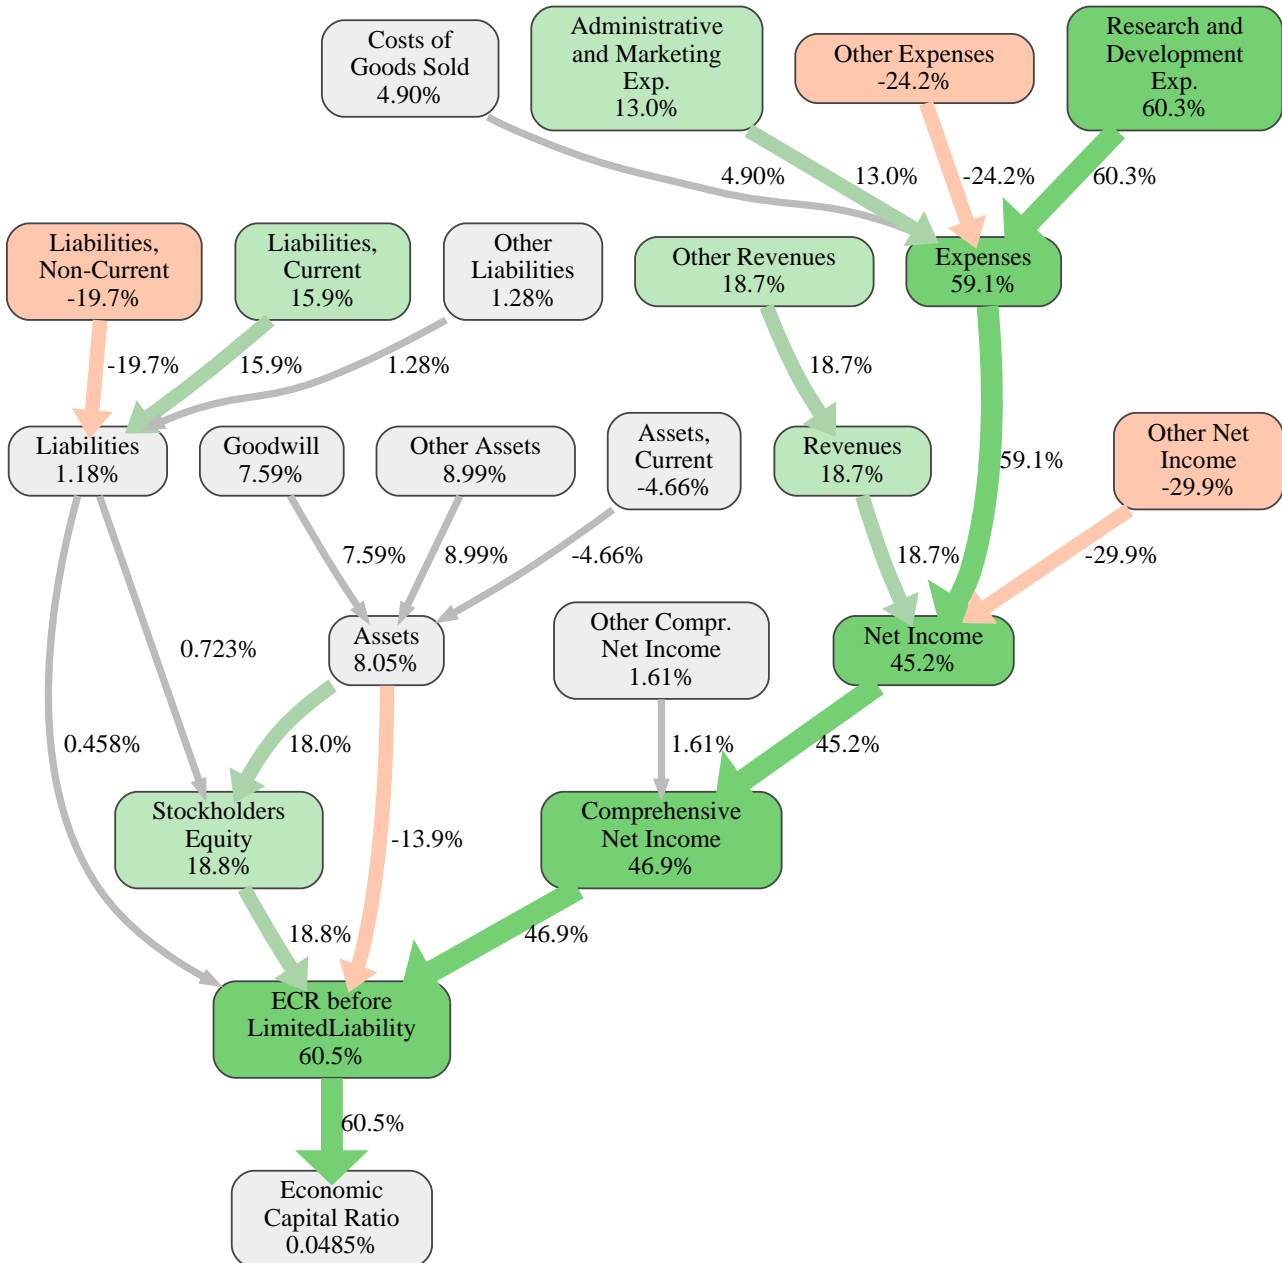 Costs of
Goods Sold
4.90%
Administrative
and Marketing
Exp.
13.0%
Other Expenses
-24.2%
Research and
Development
Exp.
60.3%
4.90%
13.0%
-24.2%
60.3%
Liabilities,
Non-Current
-19.7%
Liabilities,
Current
15.9%
Other
Liabilities
1.28%
Other Revenues
18.7%
Expenses
59.1%
-19.7%
15.9%
1.28%
18.7%
Liabilities
1.18%
Goodwill
7.59%
Other Assets
8.99%
Assets,
Current
-4.66%
Revenues
18.7%
59.1%
Other Net
Income
-29.9%
7.59%
8.99%
-4.66%
18.7%
-29.9%
0.723%
Assets
8.05%
Other Compr.
Net Income
1.61%
Net Income
45.2%
0.458%
18.0%
1.61%
45.2%
Stockholders
Equity
18.8%
-13.9%
Comprehensive
Net Income
46.9%
18.8%
46.9%
ECR before
LimitedLiability
60.5%
60.5%
Economic
Capital Ratio
0.0485%